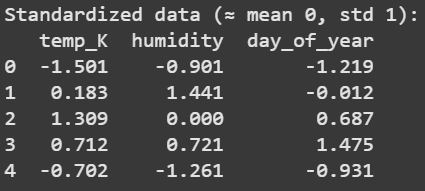 Standardized data (≈ mean 0, std 1):
   temp_K  humidity  day_of_year
0  -1.501    -0.901       -1.219
1   0.183     1.441       -0.012
2   1.309     0.000        0.687
3   0.712     0.721        1.475
4  -0.702    -1.261       -0.931